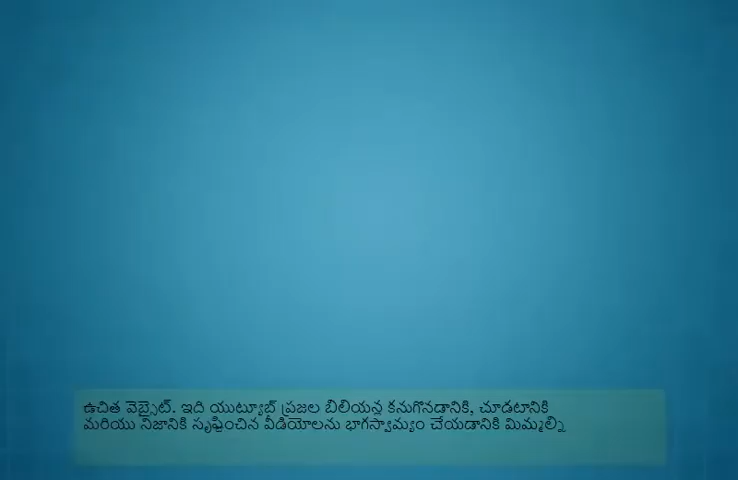 ఉచిత వెబ్సైట్. ఇది యుట్యూబ్ ప్రజల బిలియన్ల కనుగొనడానికి, చూడటానికి
మరియు నిజానికి సృష్టించిన వీడియోలను భాగస్వామ్యం చేయడానికి మిమ్మల్ని